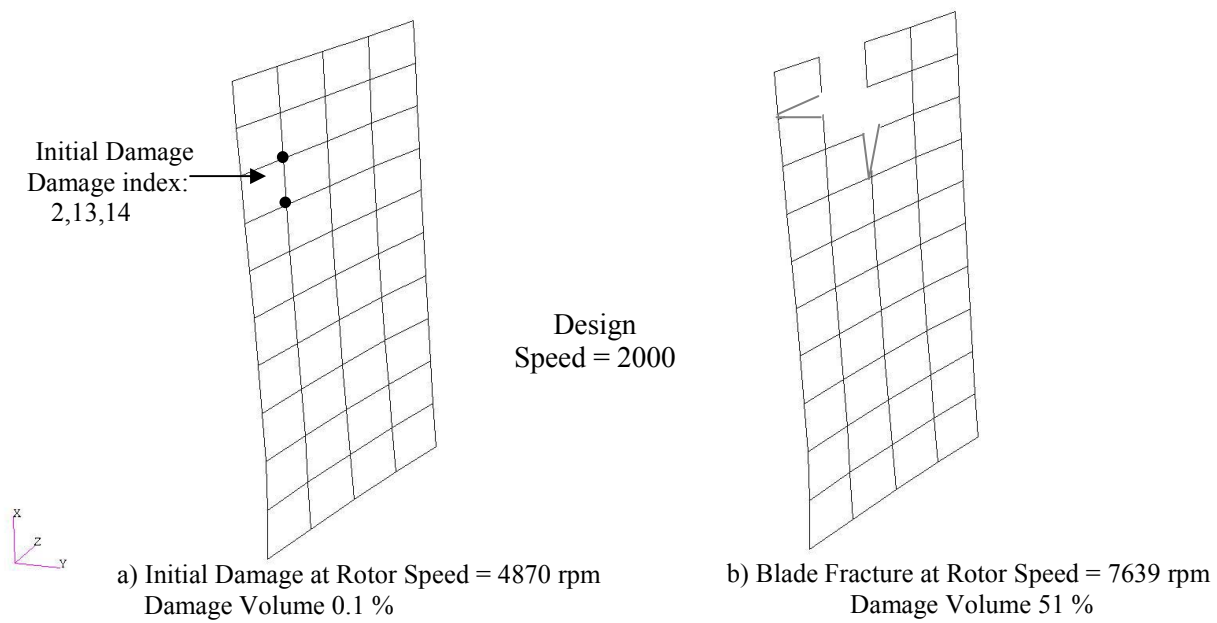 Initial Damage
Damage index:
2,13,14
Design
Speed = 2000
X
Z
Y
a) Initial Damage at Rotor Speed = 4870 rpm
Damage Volume 0.1 %
b) Blade Fracture at Rotor Speed = 7639 rpm
Damage Volume 51 %